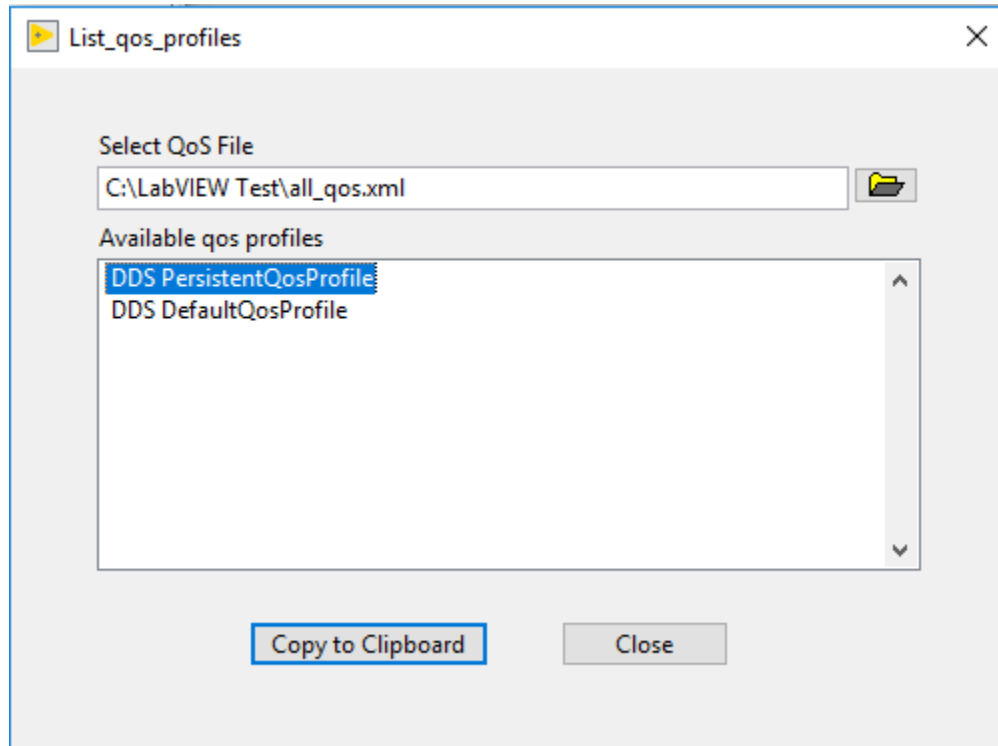 List_qos_profiles
Select QoS File
C:\LabVIEW Test\all_qos.xml
Available qos profiles
DDS PersistentQosProfile
DDS DefaultQosProfile
Copy to Clipboard
Close